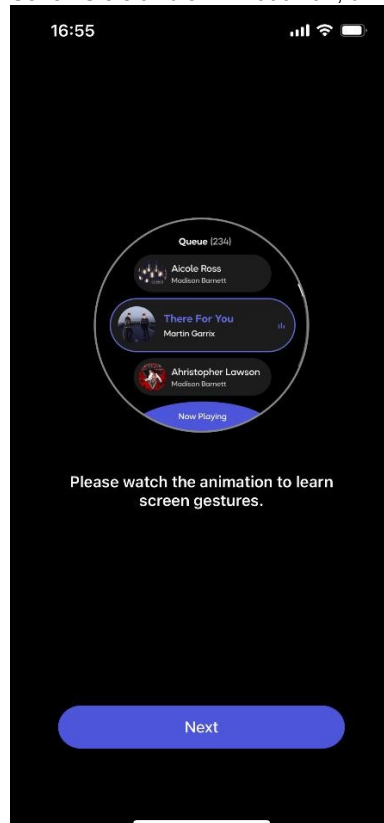 16:55
Queue (234)
Aicole Ross
Madison Barnett
There For You
Martin Garrix
Ahristopher Lawson
Madison Barnett
Now Playing
Please watch the animation to learn
screen gestures.
Next